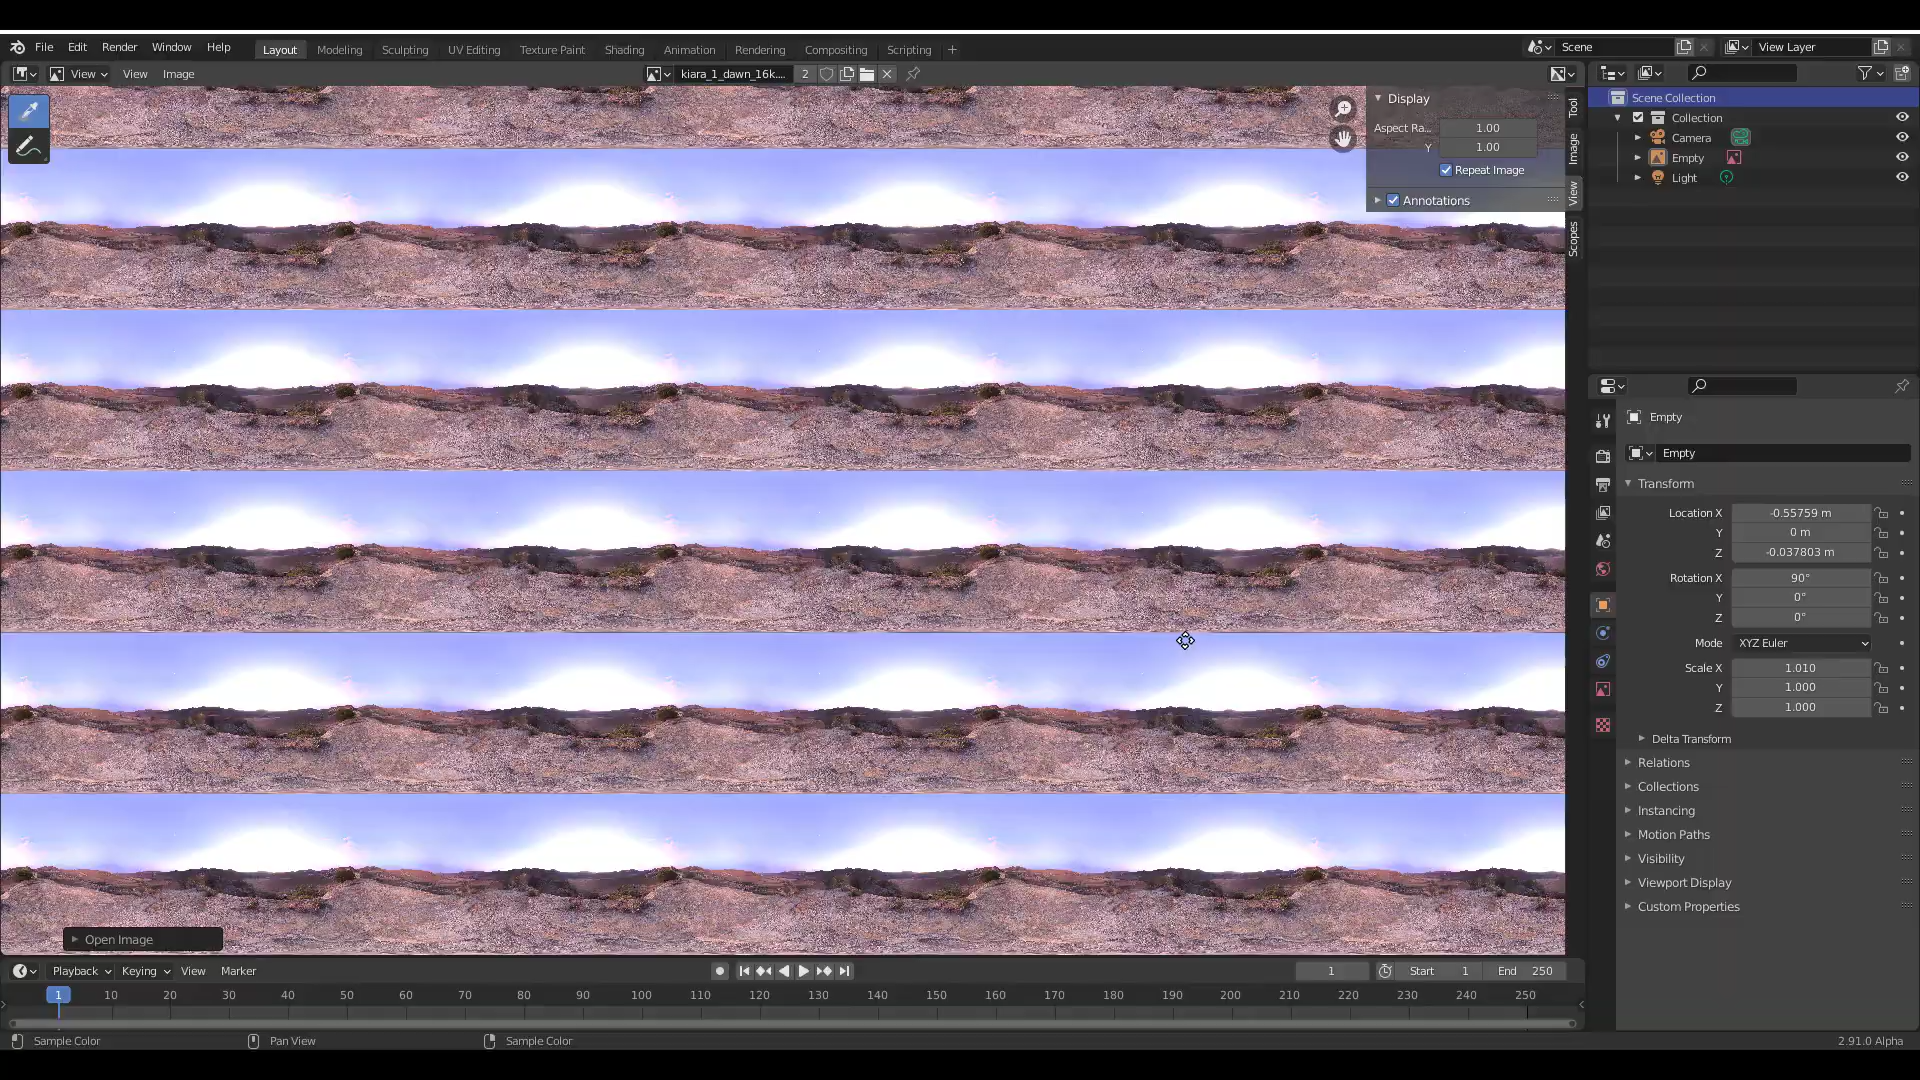 File Edit Render Window Help Layout Modeling Sculpting UV Editing Texture Paint Shading Animation Rendering Compositing Scripting + Scene View Layer
View View Image kiara_1_dawn_16k.... 2
Display
Aspect Ra... 1.00
Y 1.00
Repeat Image
Annotations
Tool
Image
View
Scopes
Scene Collection
Collection
Camera
Empty
Light
Empty
Empty
Transform
Location X -0.55759 m
Y 0 m
Z -0.037803 m
Rotation X 90°
Y 0°
Z 0°
Mode XYZ Euler
Scale X 1.010
Y 1.000
Z 1.000
Delta Transform
Relations
Collections
Instancing
Motion Paths
Visibility
Viewport Display
Custom Properties
Open Image
Playback Keying View Marker 1 Start 1 End 250
1 10 20 30 40 50 60 70 80 90 100 110 120 130 140 150 160 170 180 190 200 210 220 230 240 250
Sample Color Pan View Sample Color 2.91.0 Alpha